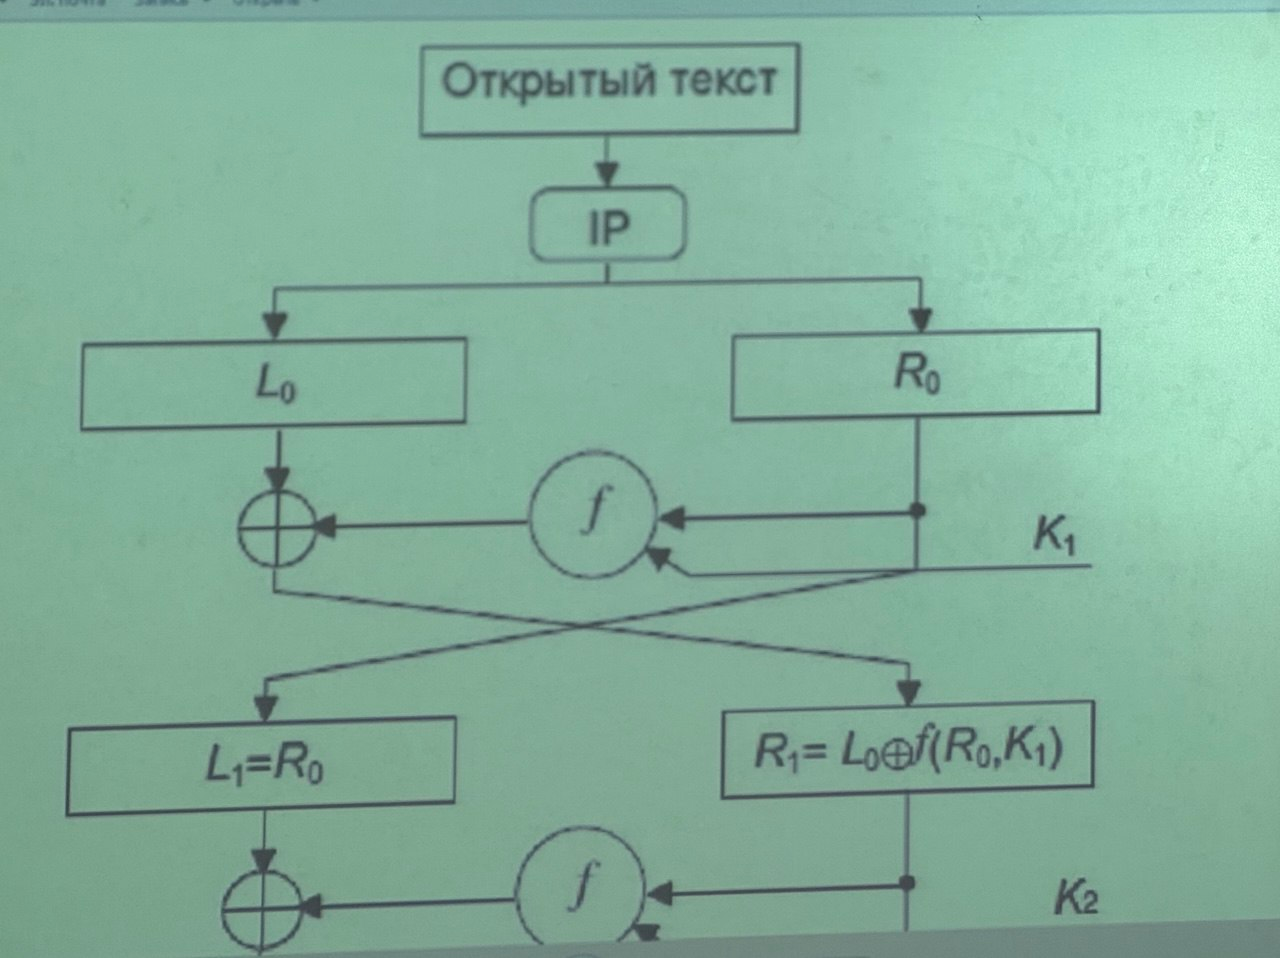 Открытый текст
IP
L₀
R₀
f
K₁
L₁=R₀
R₁= L₀⊕f(R₀,K₁)
f
K₂